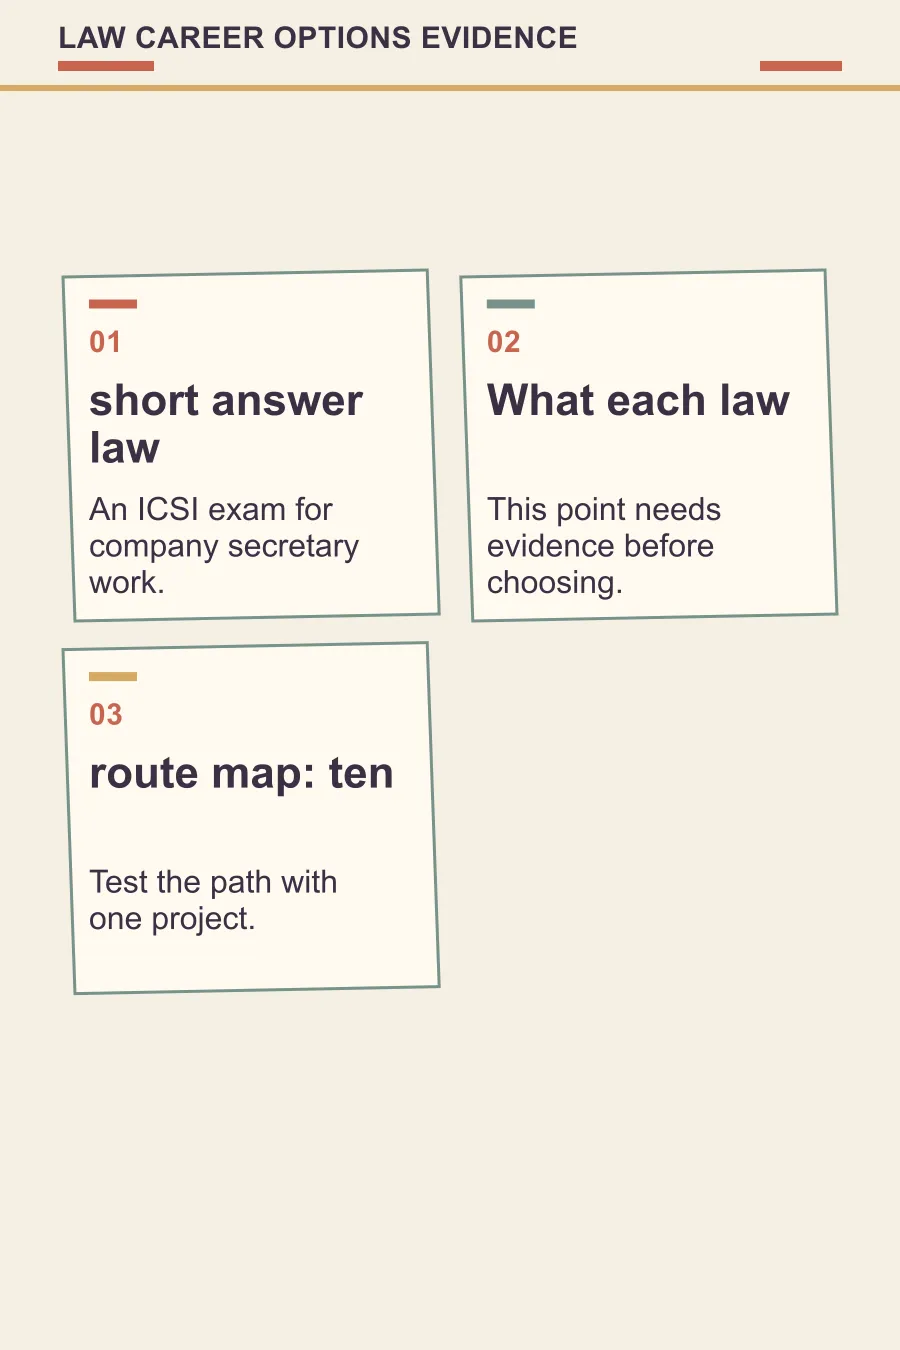 LAW CAREER OPTIONS EVIDENCE
01
short answer
law
An ICSI exam for
company secretary
work.
02
What each law
This point needs
evidence before
choosing.
03
route map: ten
Test the path with
one project.